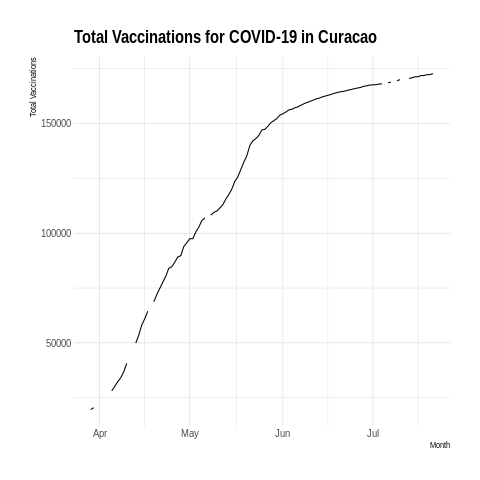 Total Vaccinations for COVID-19 in Curacao
Total Vaccinations
150000
100000
50000
Apr May Jun Jul
Month